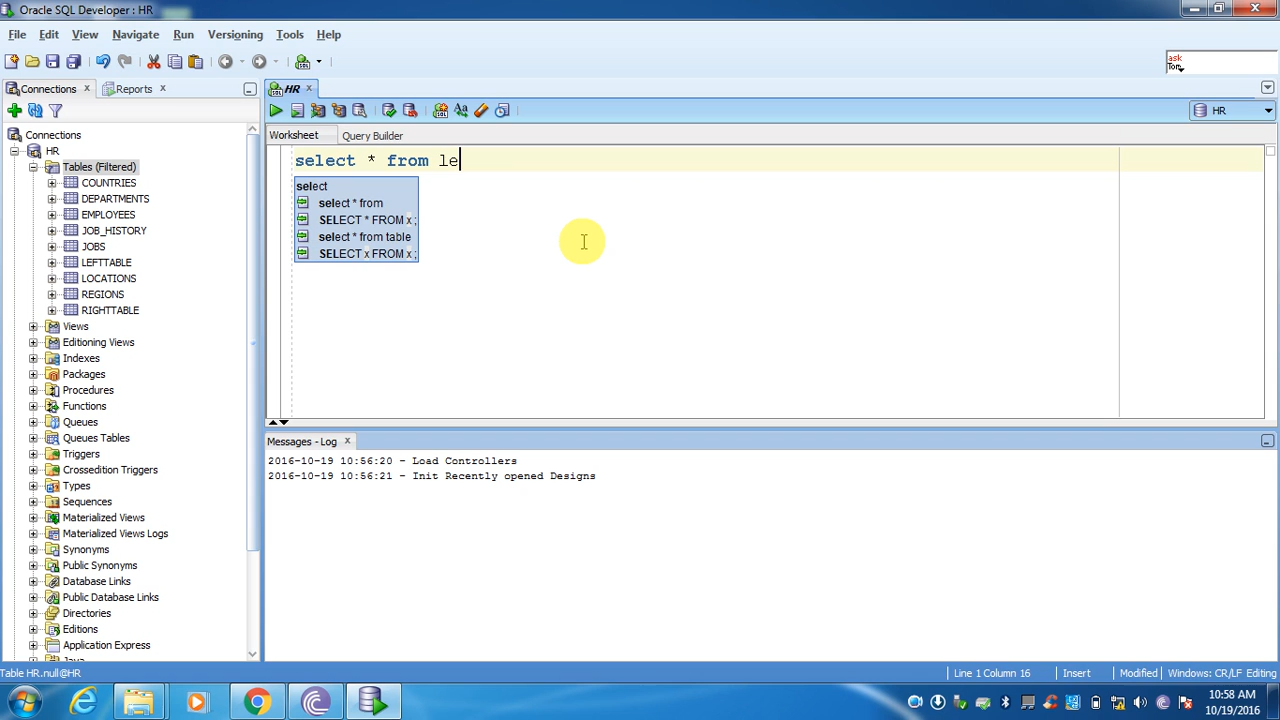 Oracle SQL Developer : HR
File Edit View Navigate Run Versioning Tools Help
ask
Tom
Connections
Reports
HR
HR
Connections
HR
Tables (Filtered)
COUNTRIES
DEPARTMENTS
EMPLOYEES
JOB_HISTORY
JOBS
LEFTTABLE
LOCATIONS
REGIONS
RIGHTTABLE
Views
Editioning Views
Indexes
Packages
Procedures
Functions
Queues
Queues Tables
Triggers
Crossedition Triggers
Types
Sequences
Materialized Views
Materialized Views Logs
Synonyms
Public Synonyms
Database Links
Public Database Links
Directories
Editions
Application Express
Worksheet Query Builder
select * from le
select
select * from
SELECT * FROM x ;
select * from table
SELECT x FROM x ;
Messages - Log
2016-10-19 10:56:20 - Load Controllers
2016-10-19 10:56:21 - Init Recently opened Designs
Table HR.null@HR
Line 1 Column 16 Insert Modified Windows: CR/LF Editing
10:58 AM
10/19/2016